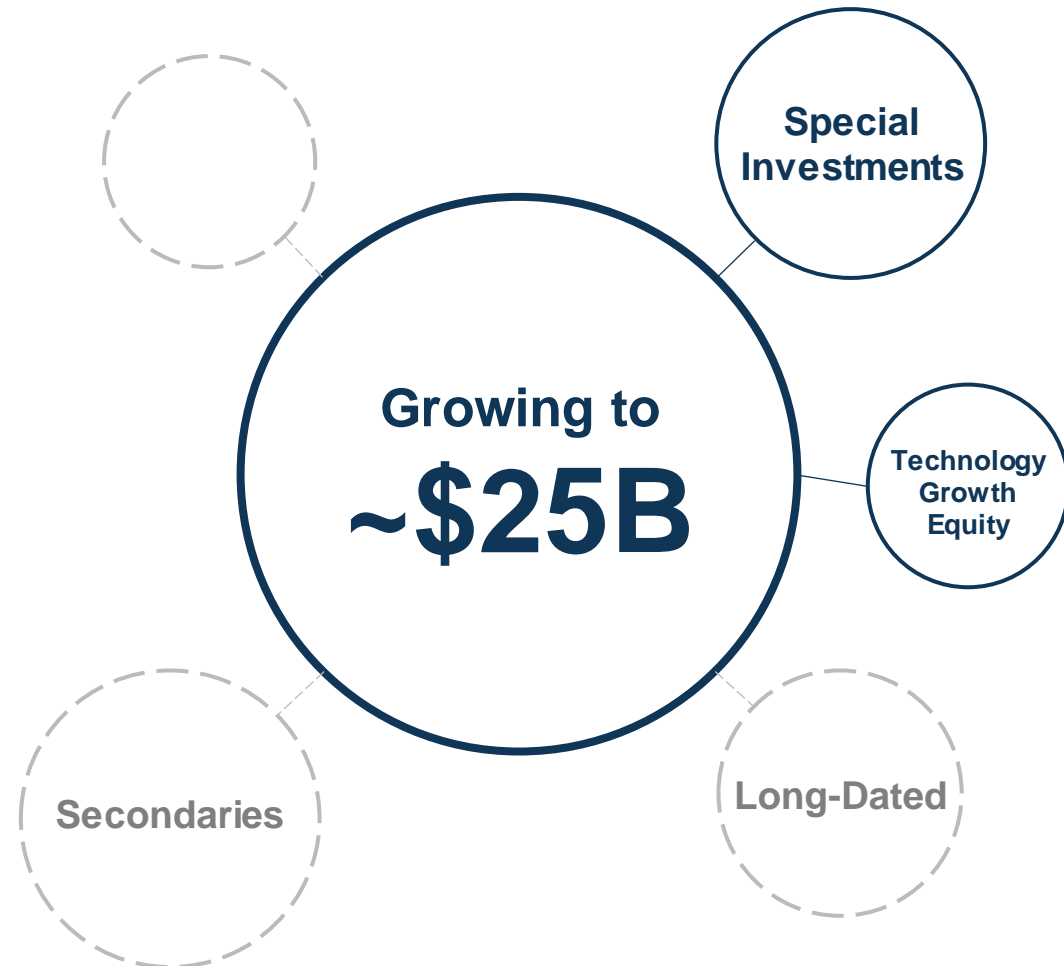 Special
Investments
Growing to
~$25B
Technology
Growth
Equity
Secondaries
Long-Dated